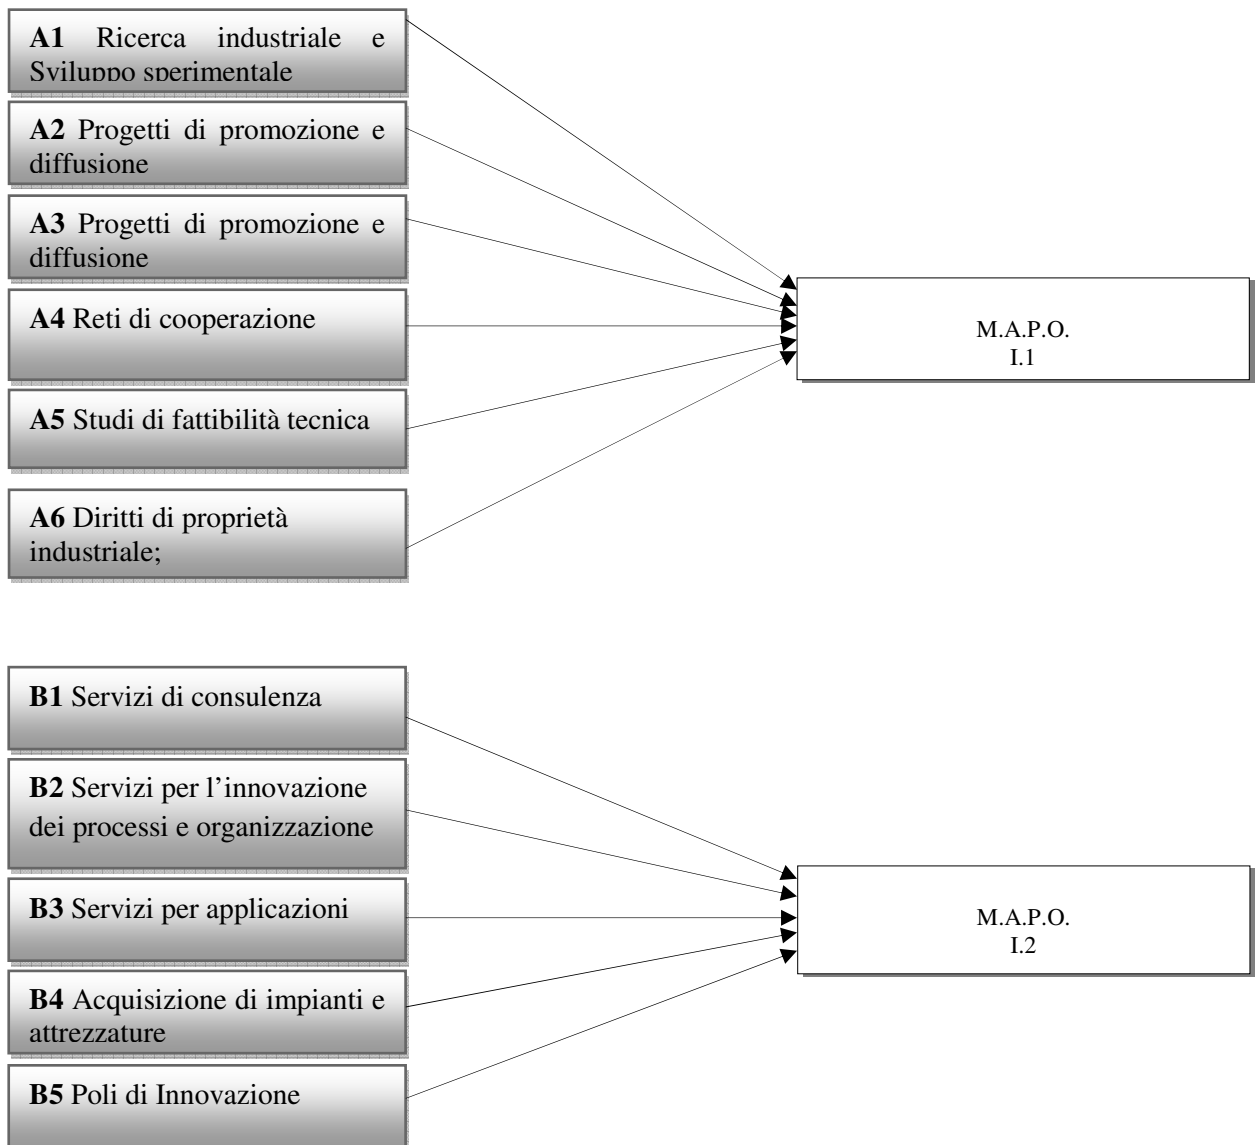 A1 Ricerca industriale e
Sviluppo sperimentale
A2 Progetti di promozione e
diffusione
A3 Progetti di promozione e
diffusione
A4 Reti di cooperazione
M.A.P.O.
I.1
A5 Studi di fattibilità tecnica
A6 Diritti di proprietà
industriale;
B1 Servizi di consulenza
B2 Servizi per l’innovazione
dei processi e organizzazione
B3 Servizi per applicazioni
M.A.P.O.
I.2
B4 Acquisizione di impianti e
attrezzature
B5 Poli di Innovazione